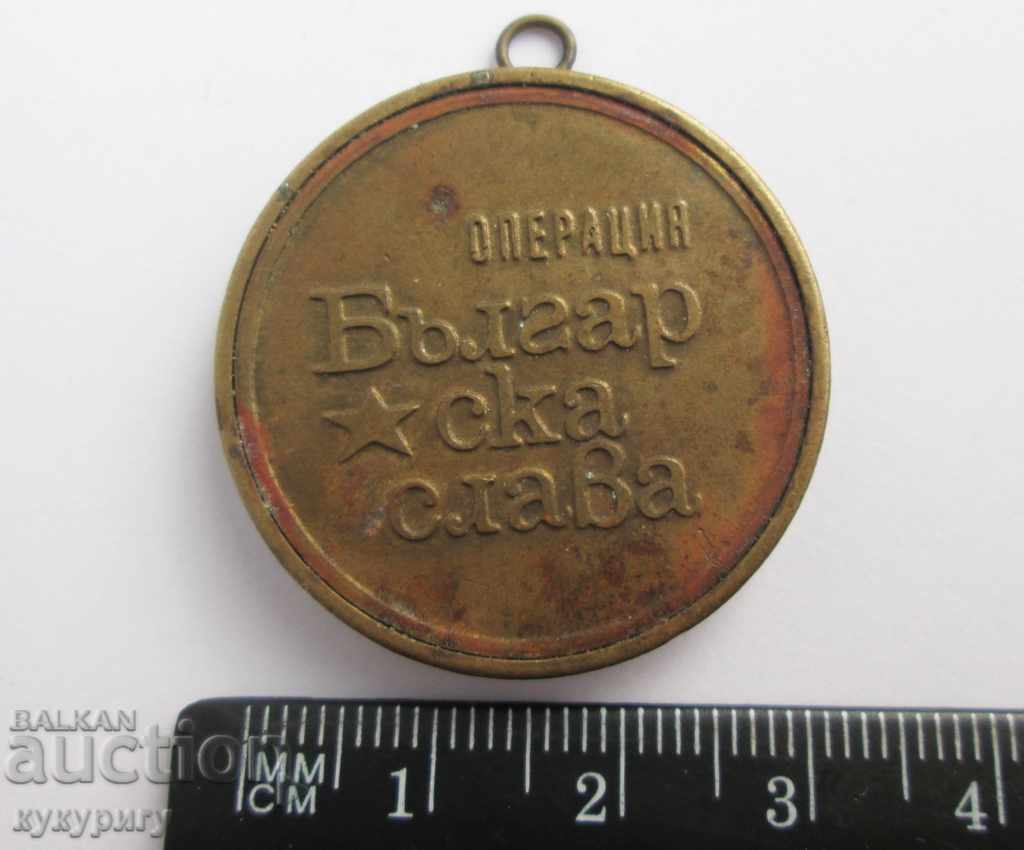 ОПЕРАЦИЯ
Българ
ска
слава
BALKAN
auction
кукуригу
ММ
СМ
1 2 3 4